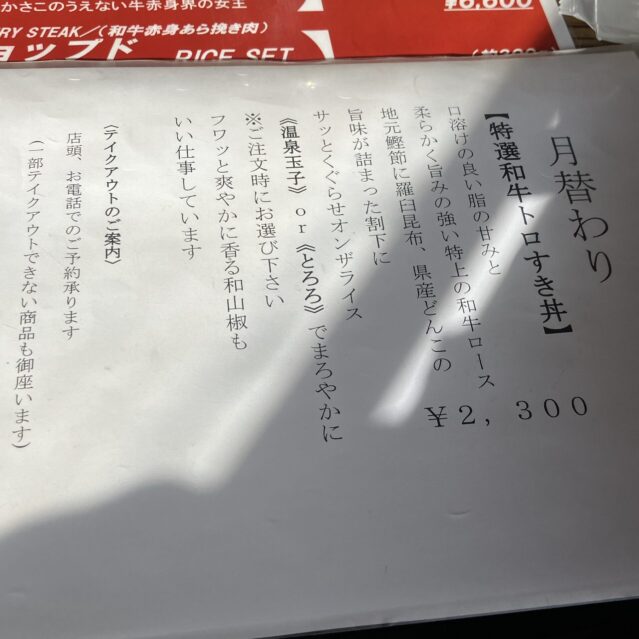 かさこのうえない牛赤身界の女王
¥6,600
RY STEAK/(和牛赤身あら挽き肉)
ョップド RICE SET
月替わり
【特選和牛トロすき丼】
¥2,300
口溶けの良い脂の甘みと
柔らかく旨みの強い特上の和牛ロース
地元鰹節に羅臼昆布、県産どんこの
旨味が詰まった割下に
サッとくぐらせオンザライス
《温泉玉子》or《とろろ》でまろやかに
※ご注文時にお選び下さい
フワッと爽やかに香る和山椒も
いい仕事しています
〈テイクアウトのご案内〉
店頭、お電話でのご予約承ります
(一部テイクアウトできない商品も御座います)